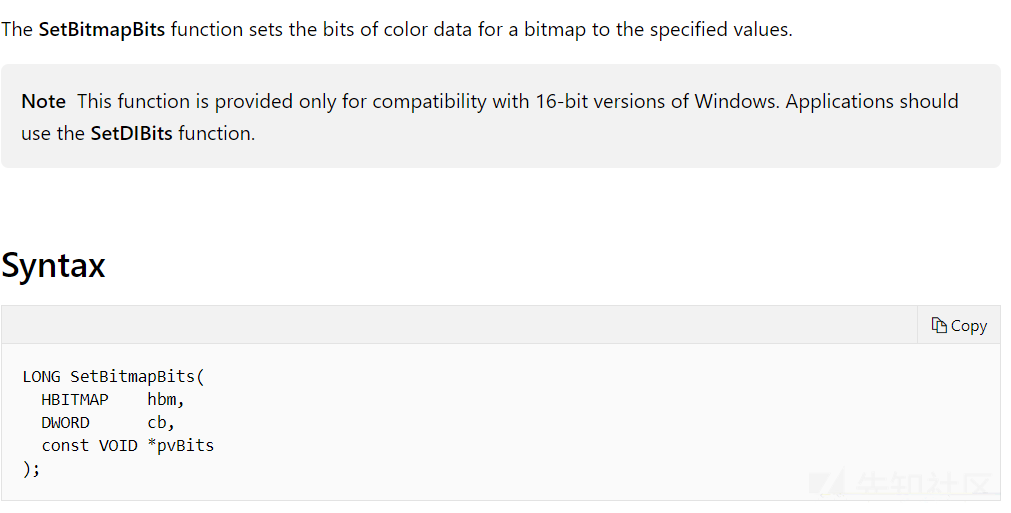 The SetBitmapBits function sets the bits of color data for a bitmap to the specified values.
Note This function is provided only for compatibility with 16-bit versions of Windows. Applications should
use the SetDIBits function.
Syntax
Copy
LONG SetBitmapBits(
  HBITMAP    hbm,
  DWORD      cb,
  const VOID *pvBits
);
先知社区